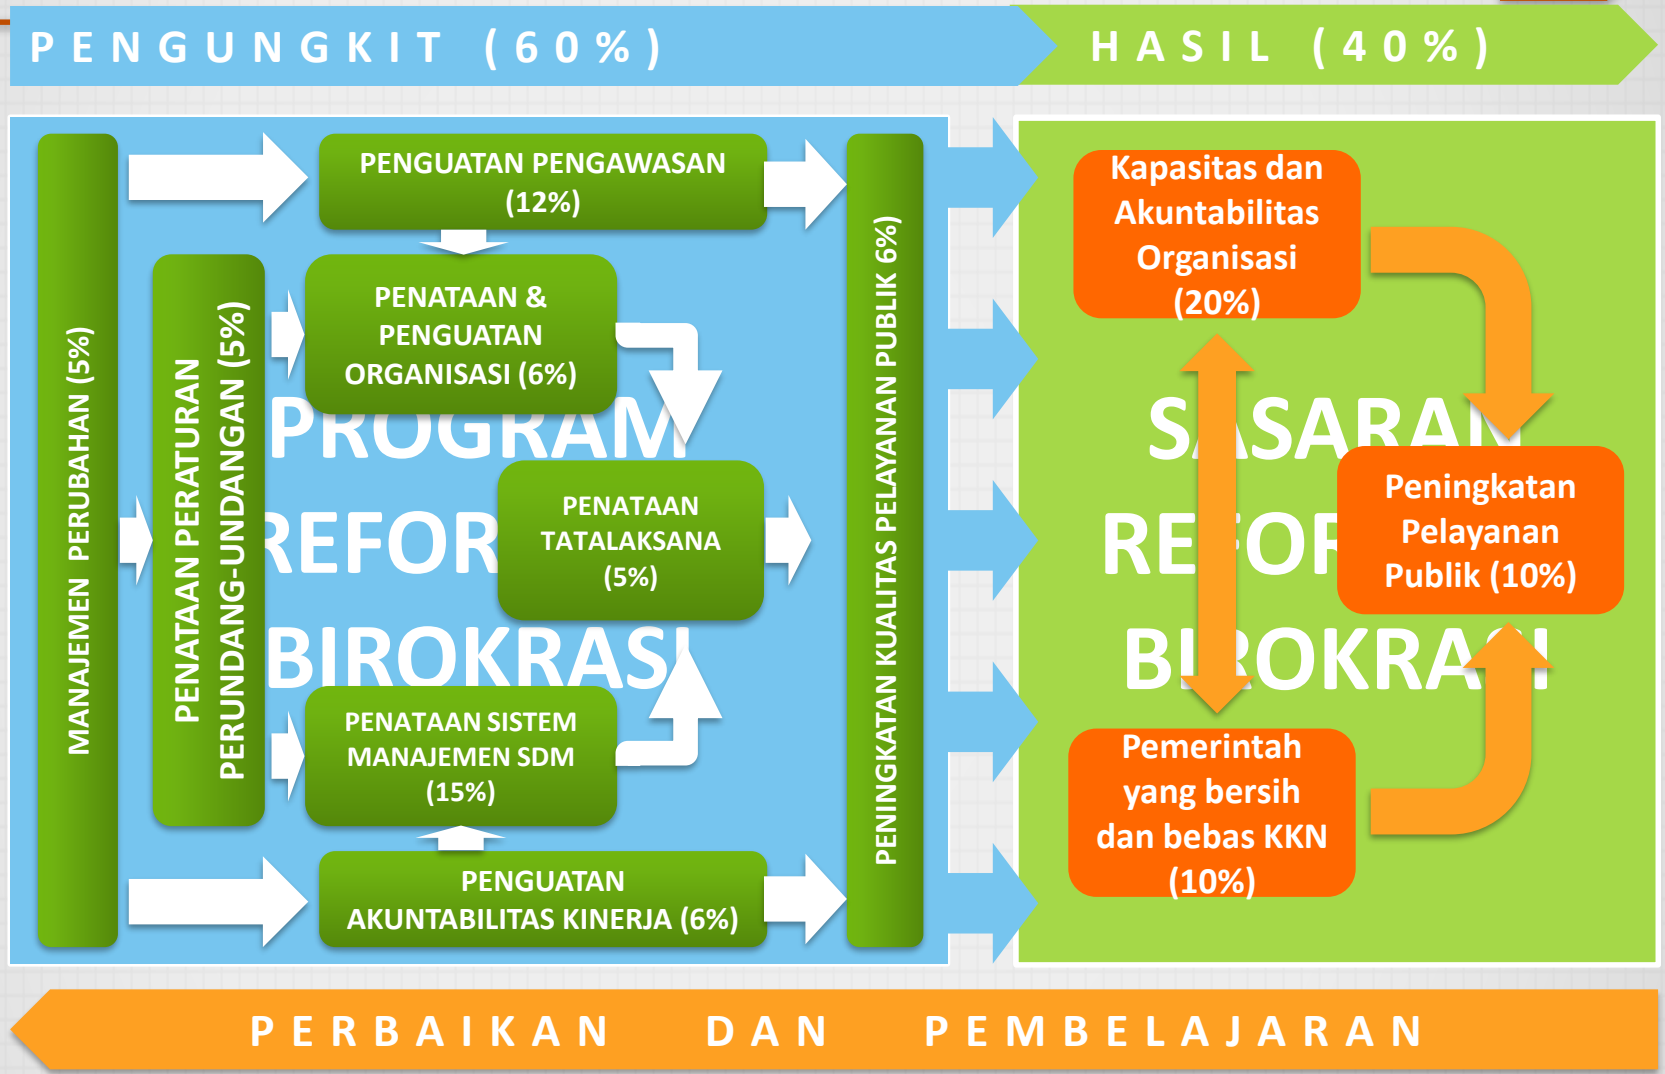 PENGUNGKIT (60%)
HASIL (40%)
MANAJEMEN PERUBAHAN (5%)
PENATAAN PERATURAN
PERUNDANG-UNDANGAN (5%)
PENGUATAN PENGAWASAN
(12%)
PENATAAN &
PENGUATAN
ORGANISASI (6%)
PENATAAN
TATALAKSANA
(5%)
PENATAAN SISTEM
MANAJEMEN SDM
(15%)
PENGUATAN
AKUNTABILITAS KINERJA (6%)
PENINGKATAN KUALITAS PELAYANAN PUBLIK 6%)
PROGRAM
REFOR
BIROKRASI
Kapasitas dan
Akuntabilitas
Organisasi
(20%)
SASARAN
REFOR
BIROKRASI
Peningkatan
Pelayanan
Publik (10%)
Pemerintah
yang bersih
dan bebas KKN
(10%)
PERBAIKAN DAN PEMBELAJARAN